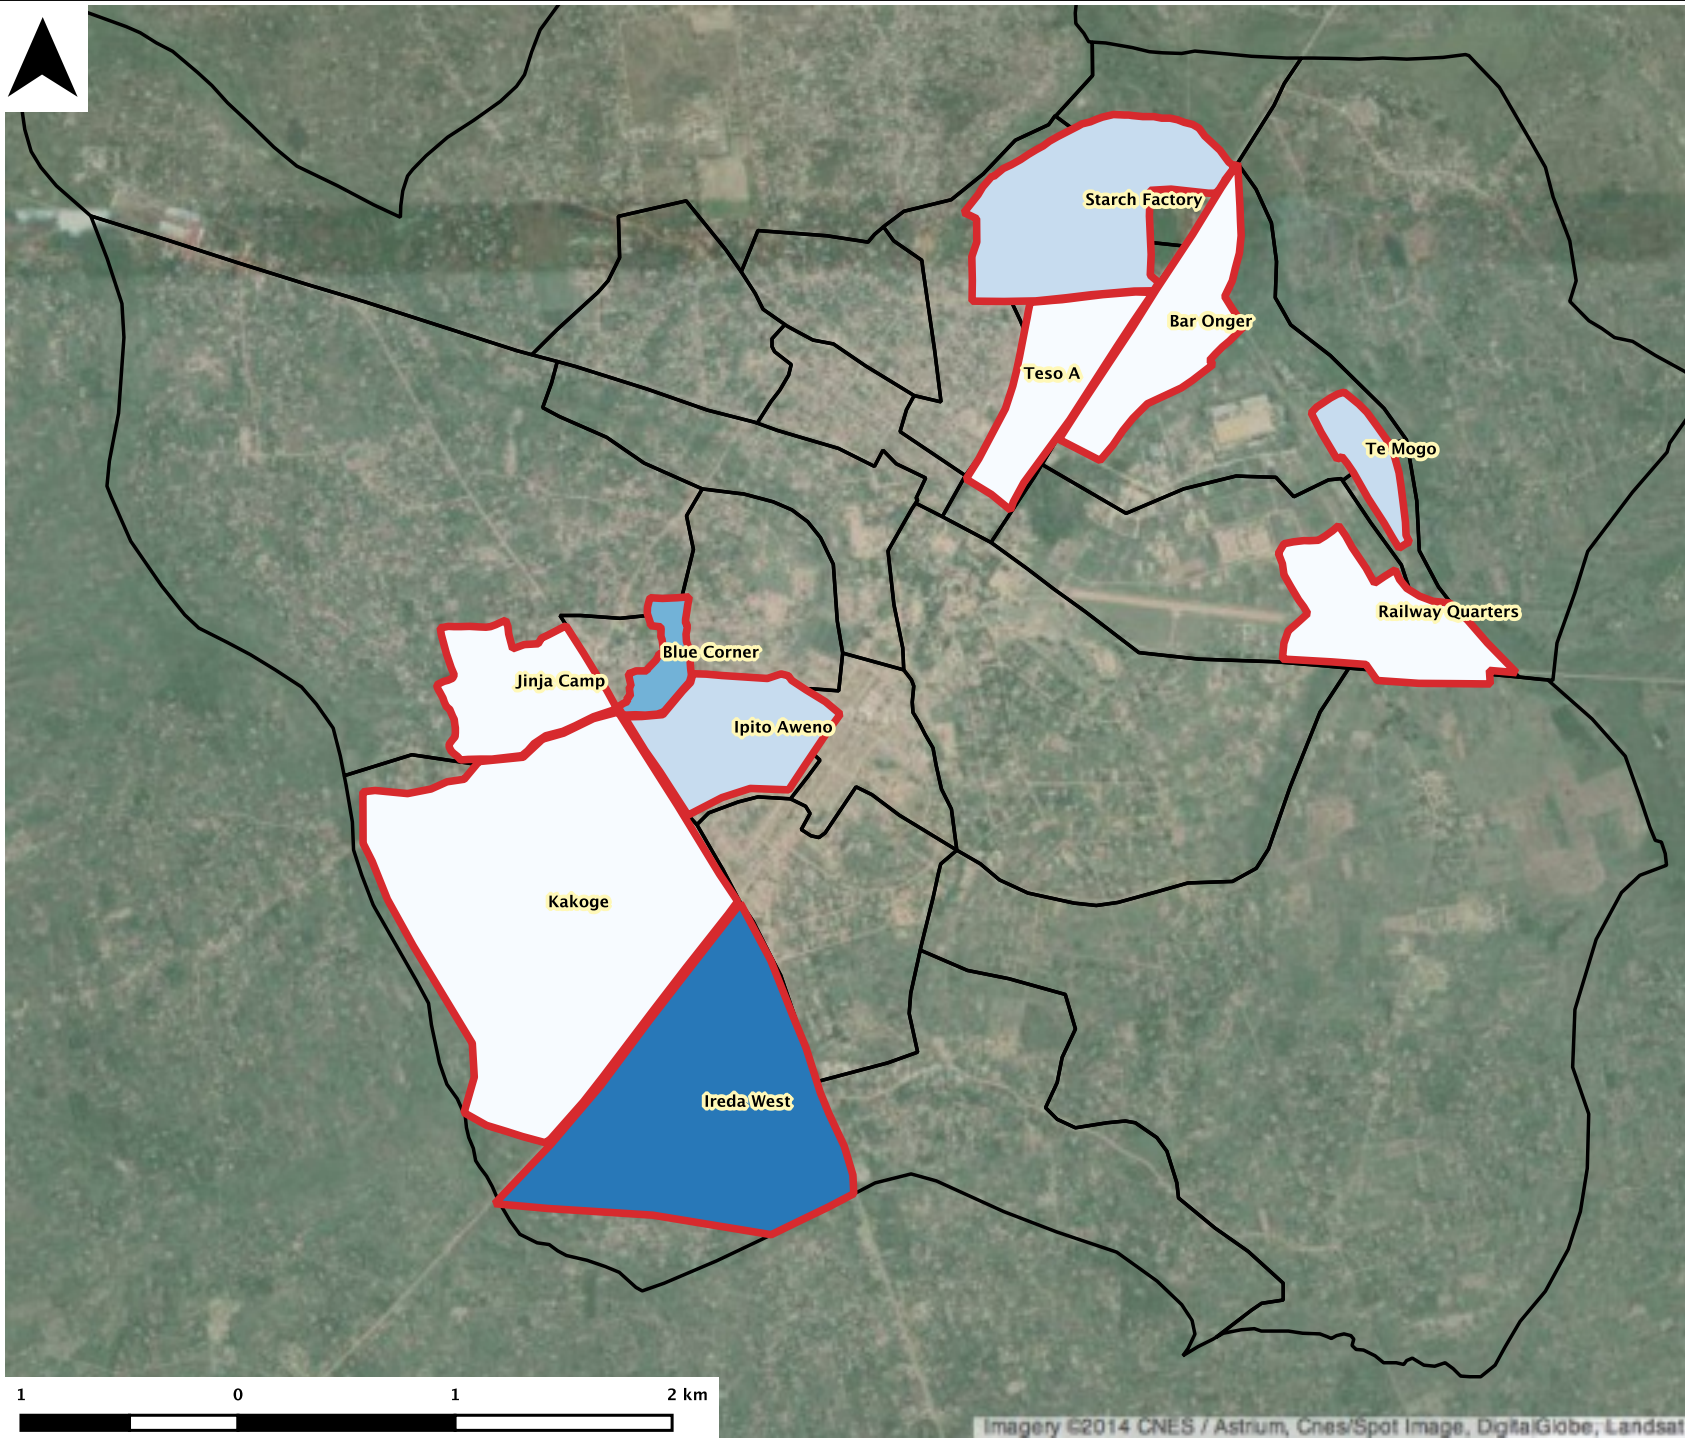 Starch Factory
Bar Onger
Teso A
Te Mogo
Railway Quarters
Blue Corner
Jinja Camp
Ipito Aweno
Kakoge
Ireda West
1 0 1 2 km
Imagery ©2014 CNES / Astrium, Cnes/Spot Image, DigitalGlobe, Landsat